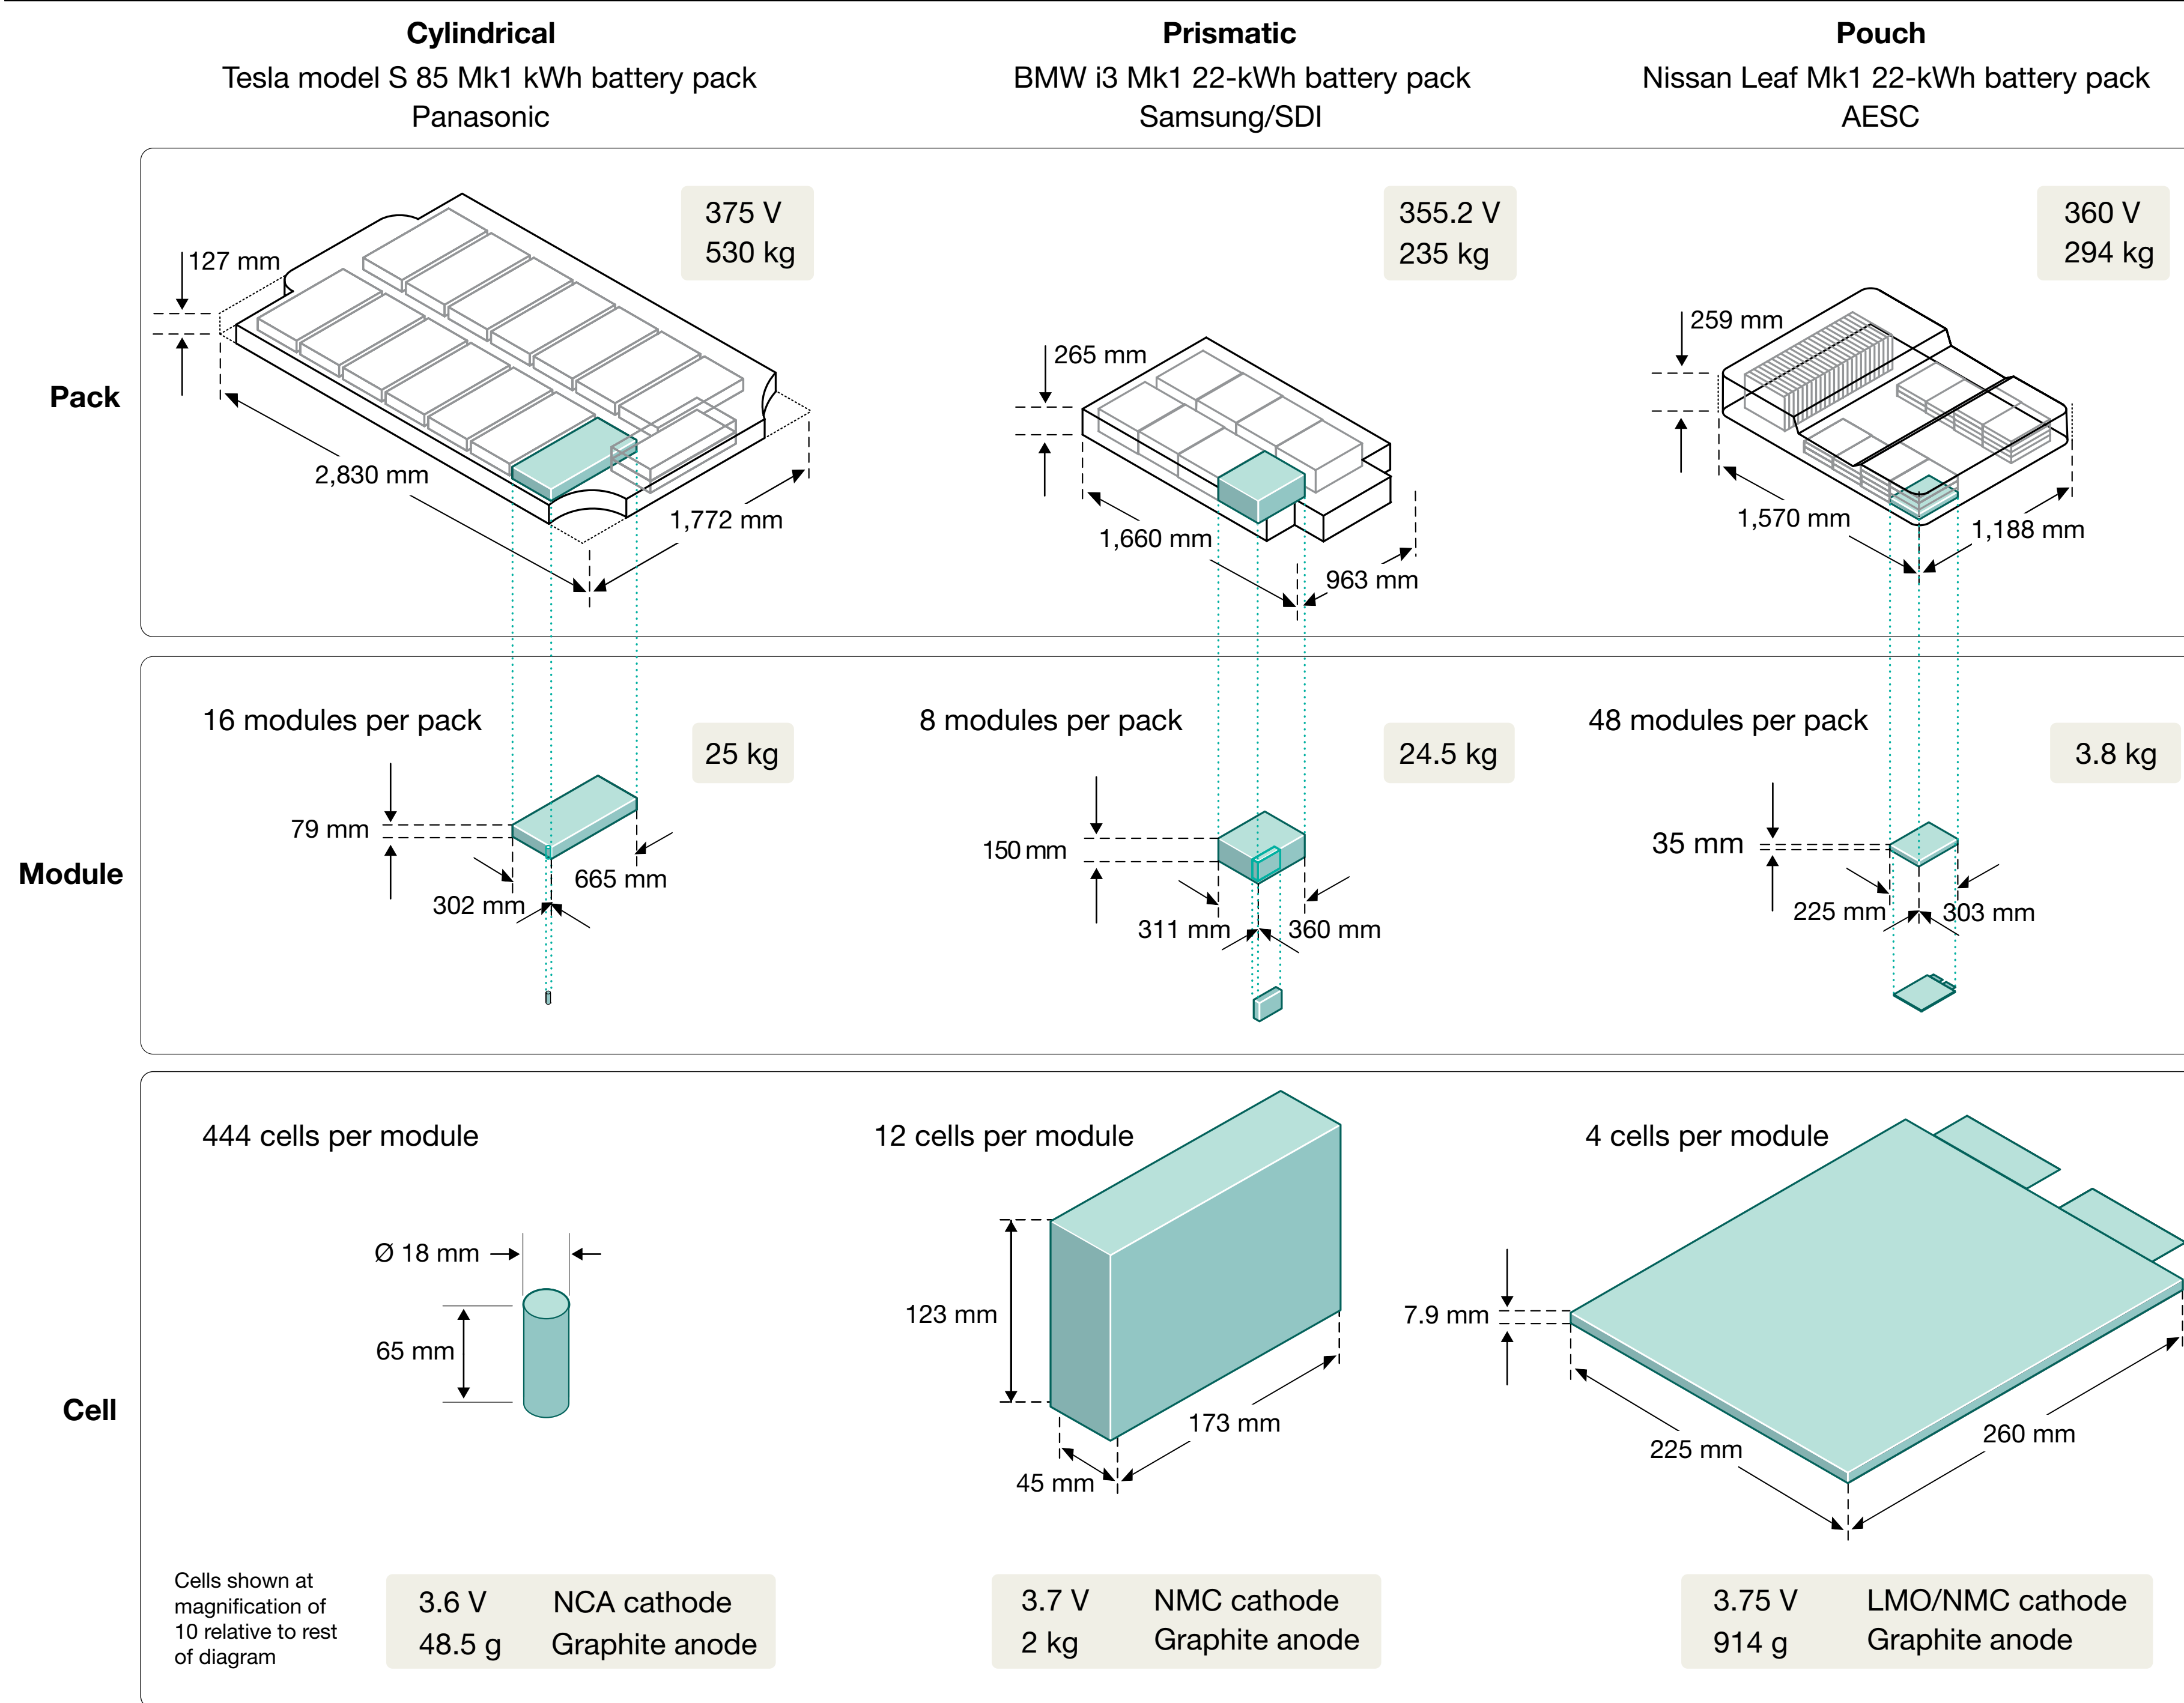 Cylindrical
Tesla model S 85 Mk1 kWh battery pack
Panasonic
Prismatic
BMW i3 Mk1 22-kWh battery pack
Samsung/SDI
Pouch
Nissan Leaf Mk1 22-kWh battery pack
AESC
Pack
375 V
530 kg
127 mm
2,830 mm
1,772 mm
355.2 V
235 kg
265 mm
1,660 mm
963 mm
360 V
294 kg
259 mm
1,570 mm
1,188 mm
Module
16 modules per pack
25 kg
79 mm
665 mm
302 mm
8 modules per pack
24.5 kg
150 mm
311 mm
360 mm
48 modules per pack
3.8 kg
35 mm
225 mm
303 mm
Cell
444 cells per module
Ø 18 mm
65 mm
12 cells per module
123 mm
173 mm
45 mm
4 cells per module
7.9 mm
225 mm
260 mm
Cells shown at
magnification of
10 relative to rest
of diagram
3.6 V NCA cathode
48.5 g Graphite anode
3.7 V NMC cathode
2 kg Graphite anode
3.75 V LMO/NMC cathode
914 g Graphite anode